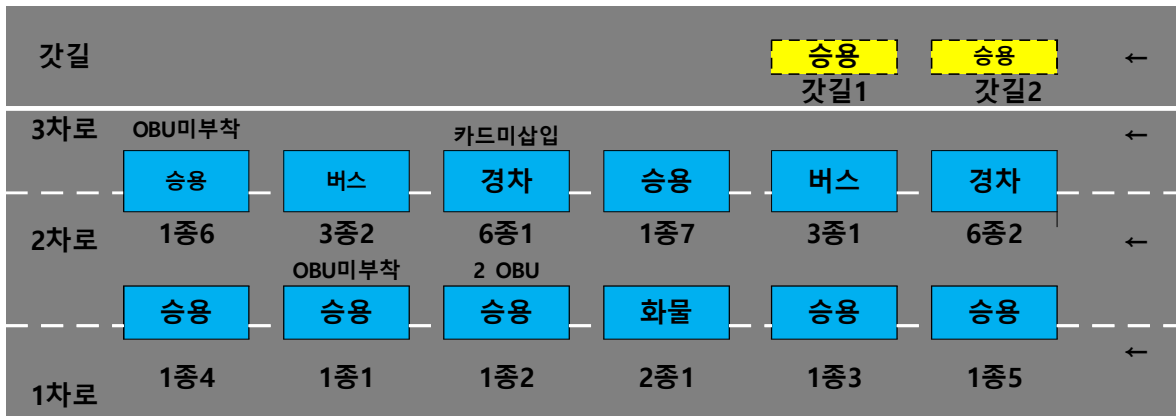 갓길
승용 승용 ←
갓길1 갓길2
3차로 OBU미부착 카드미삽입 ←
승용 버스 경차 승용 버스 경차
1종6 3종2 6종1 1종7 3종1 6종2
2차로 ←
OBU미부착 2 OBU
승용 승용 승용 화물 승용 승용
←
1종4 1종1 1종2 2종1 1종3 1종5
1차로